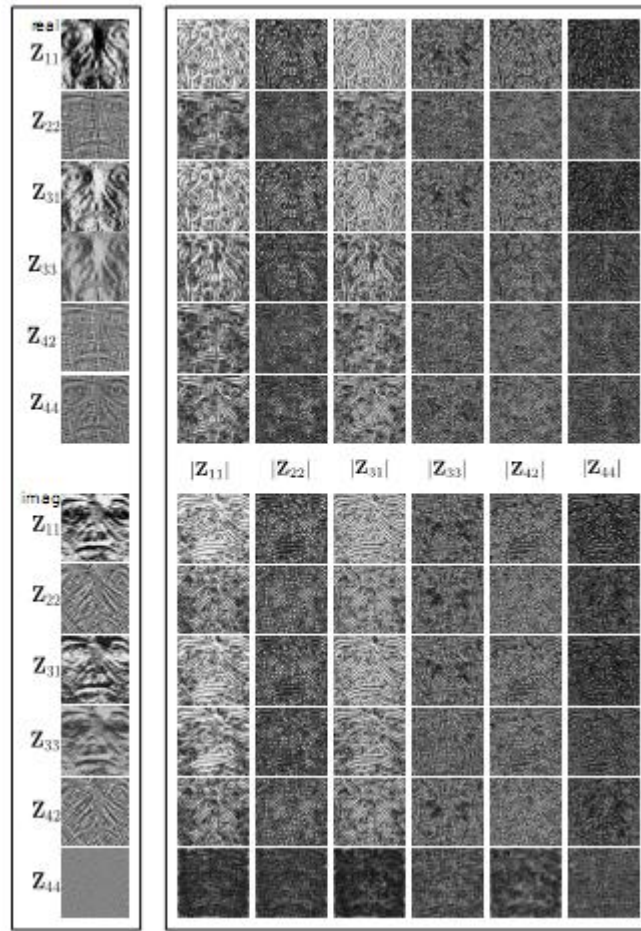 real
Z₁₁
Z₂₂
Z₃₁
Z₃₃
Z₄₂
Z₄₄
|Z₁₁| |Z₂₂| |Z₃₁| |Z₃₃| |Z₄₂| |Z₄₄|
imag
Z₁₁
Z₂₂
Z₃₁
Z₃₃
Z₄₂
Z₄₄